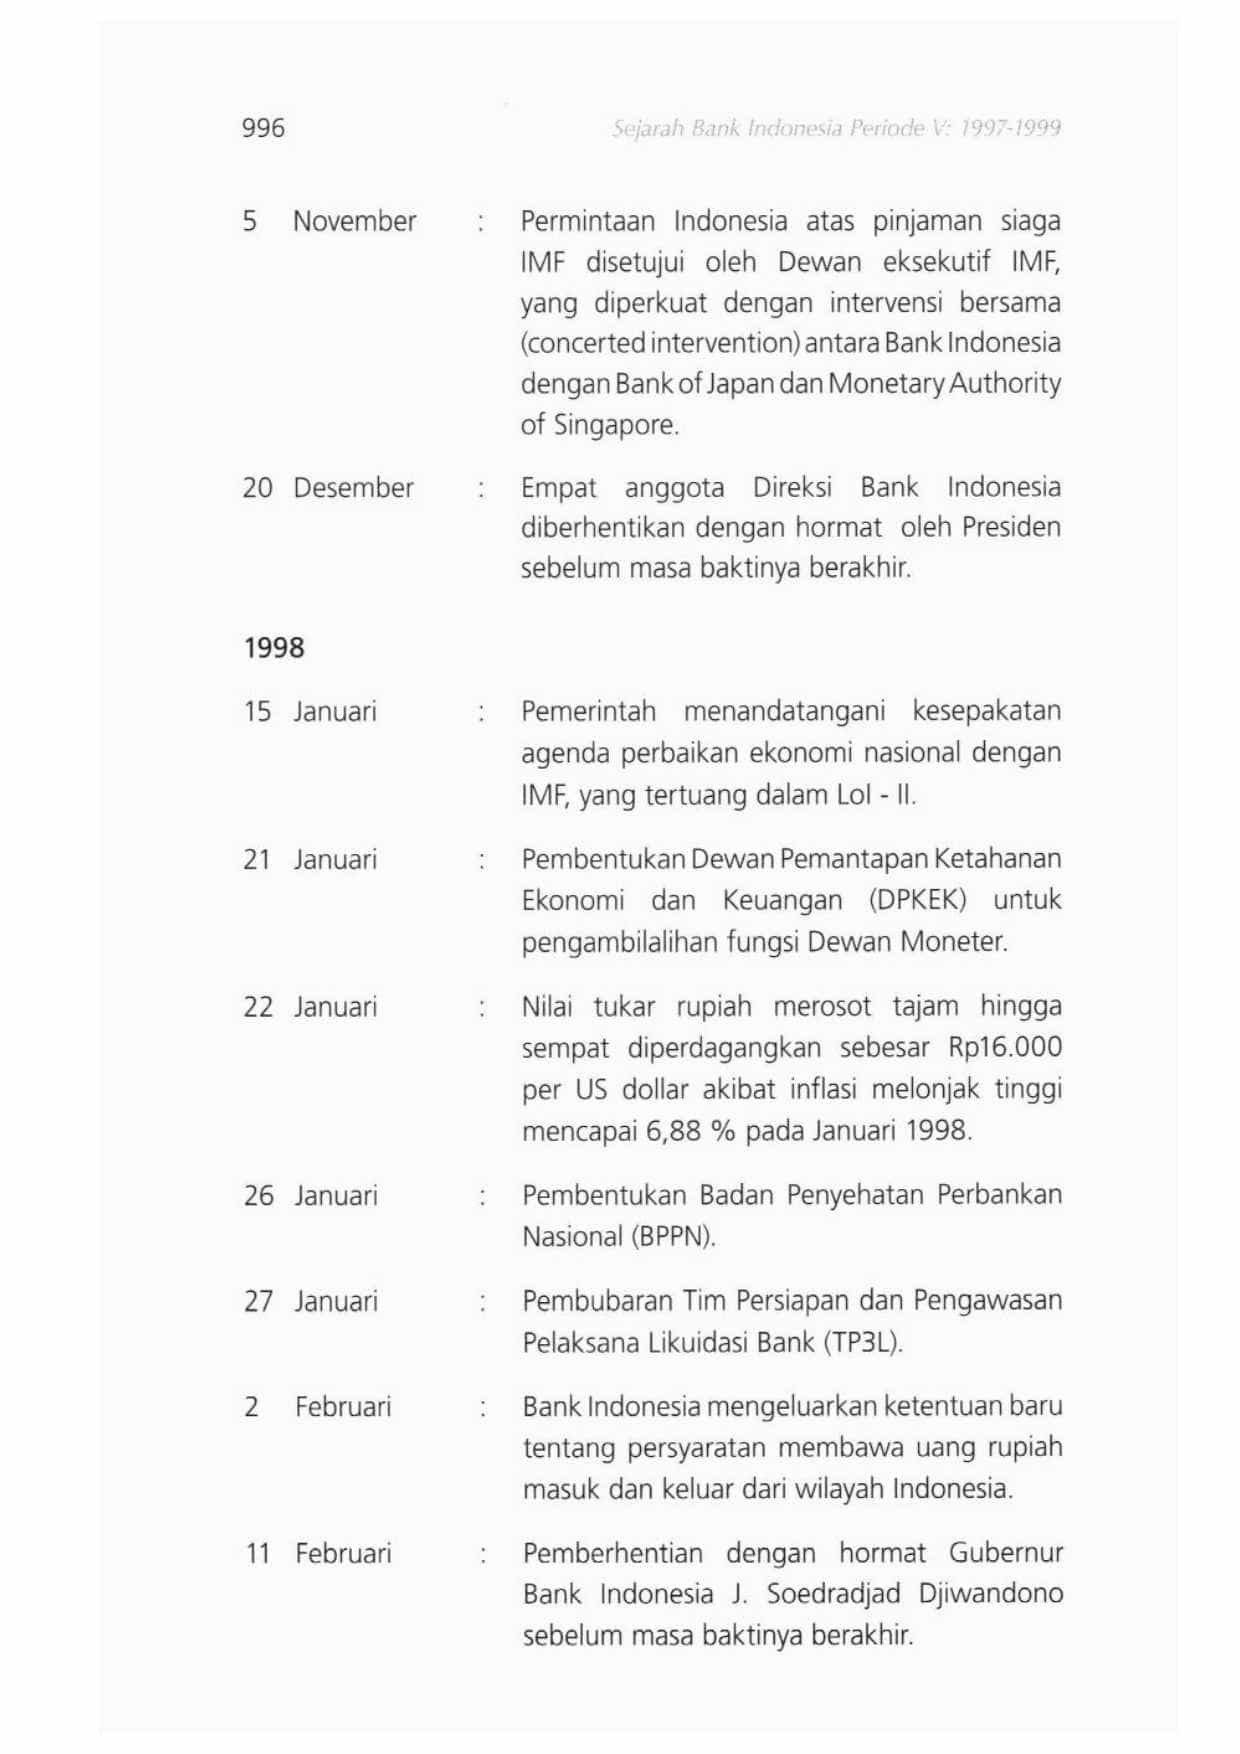 996 Sejarah Bank Indonesia Periode V: 1997-1999
5 November : Permintaan Indonesia atas pinjaman siaga
IMF disetujui oleh Dewan eksekutif IMF,
yang diperkuat dengan intervensi bersama
(concerted intervention) antara Bank Indonesia
dengan Bank of Japan dan Monetary Authority
of Singapore.
20 Desember : Empat anggota Direksi Bank Indonesia
diberhentikan dengan hormat oleh Presiden
sebelum masa baktinya berakhir.
1998
15 Januari : Pemerintah menandatangani kesepakatan
agenda perbaikan ekonomi nasional dengan
IMF, yang tertuang dalam LoI - II.
21 Januari : Pembentukan Dewan Pemantapan Ketahanan
Ekonomi dan Keuangan (DPKEK) untuk
pengambilalihan fungsi Dewan Moneter.
22 Januari : Nilai tukar rupiah merosot tajam hingga
sempat diperdagangkan sebesar Rp16.000
per US dollar akibat inflasi melonjak tinggi
mencapai 6,88 % pada Januari 1998.
26 Januari : Pembentukan Badan Penyehatan Perbankan
Nasional (BPPN).
27 Januari : Pembubaran Tim Persiapan dan Pengawasan
Pelaksana Likuidasi Bank (TP3L).
2 Februari : Bank Indonesia mengeluarkan ketentuan baru
tentang persyaratan membawa uang rupiah
masuk dan keluar dari wilayah Indonesia.
11 Februari : Pemberhentian dengan hormat Gubernur
Bank Indonesia J. Soedradjad Djiwandono
sebelum masa baktinya berakhir.